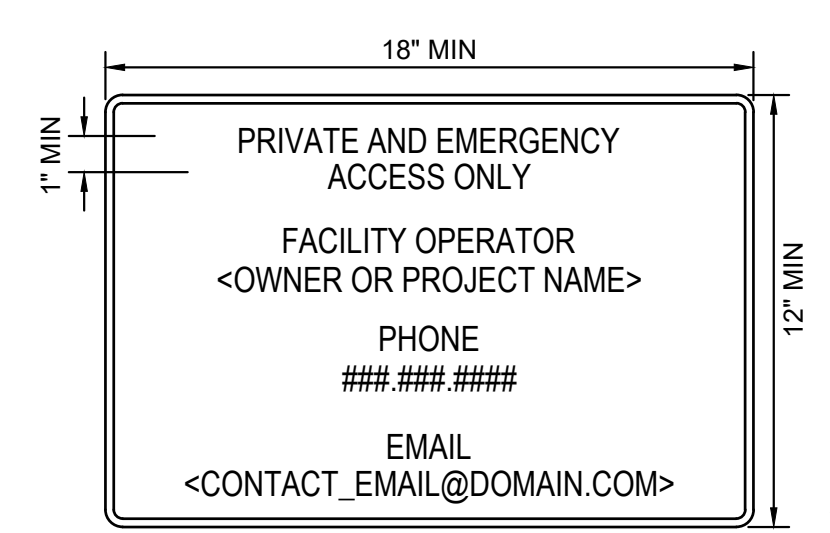 18" MIN
1" MIN
PRIVATE AND EMERGENCY
ACCESS ONLY
FACILITY OPERATOR
<OWNER OR PROJECT NAME>
12" MIN
PHONE
###.###.####
EMAIL
<CONTACT_EMAIL@DOMAIN.COM>